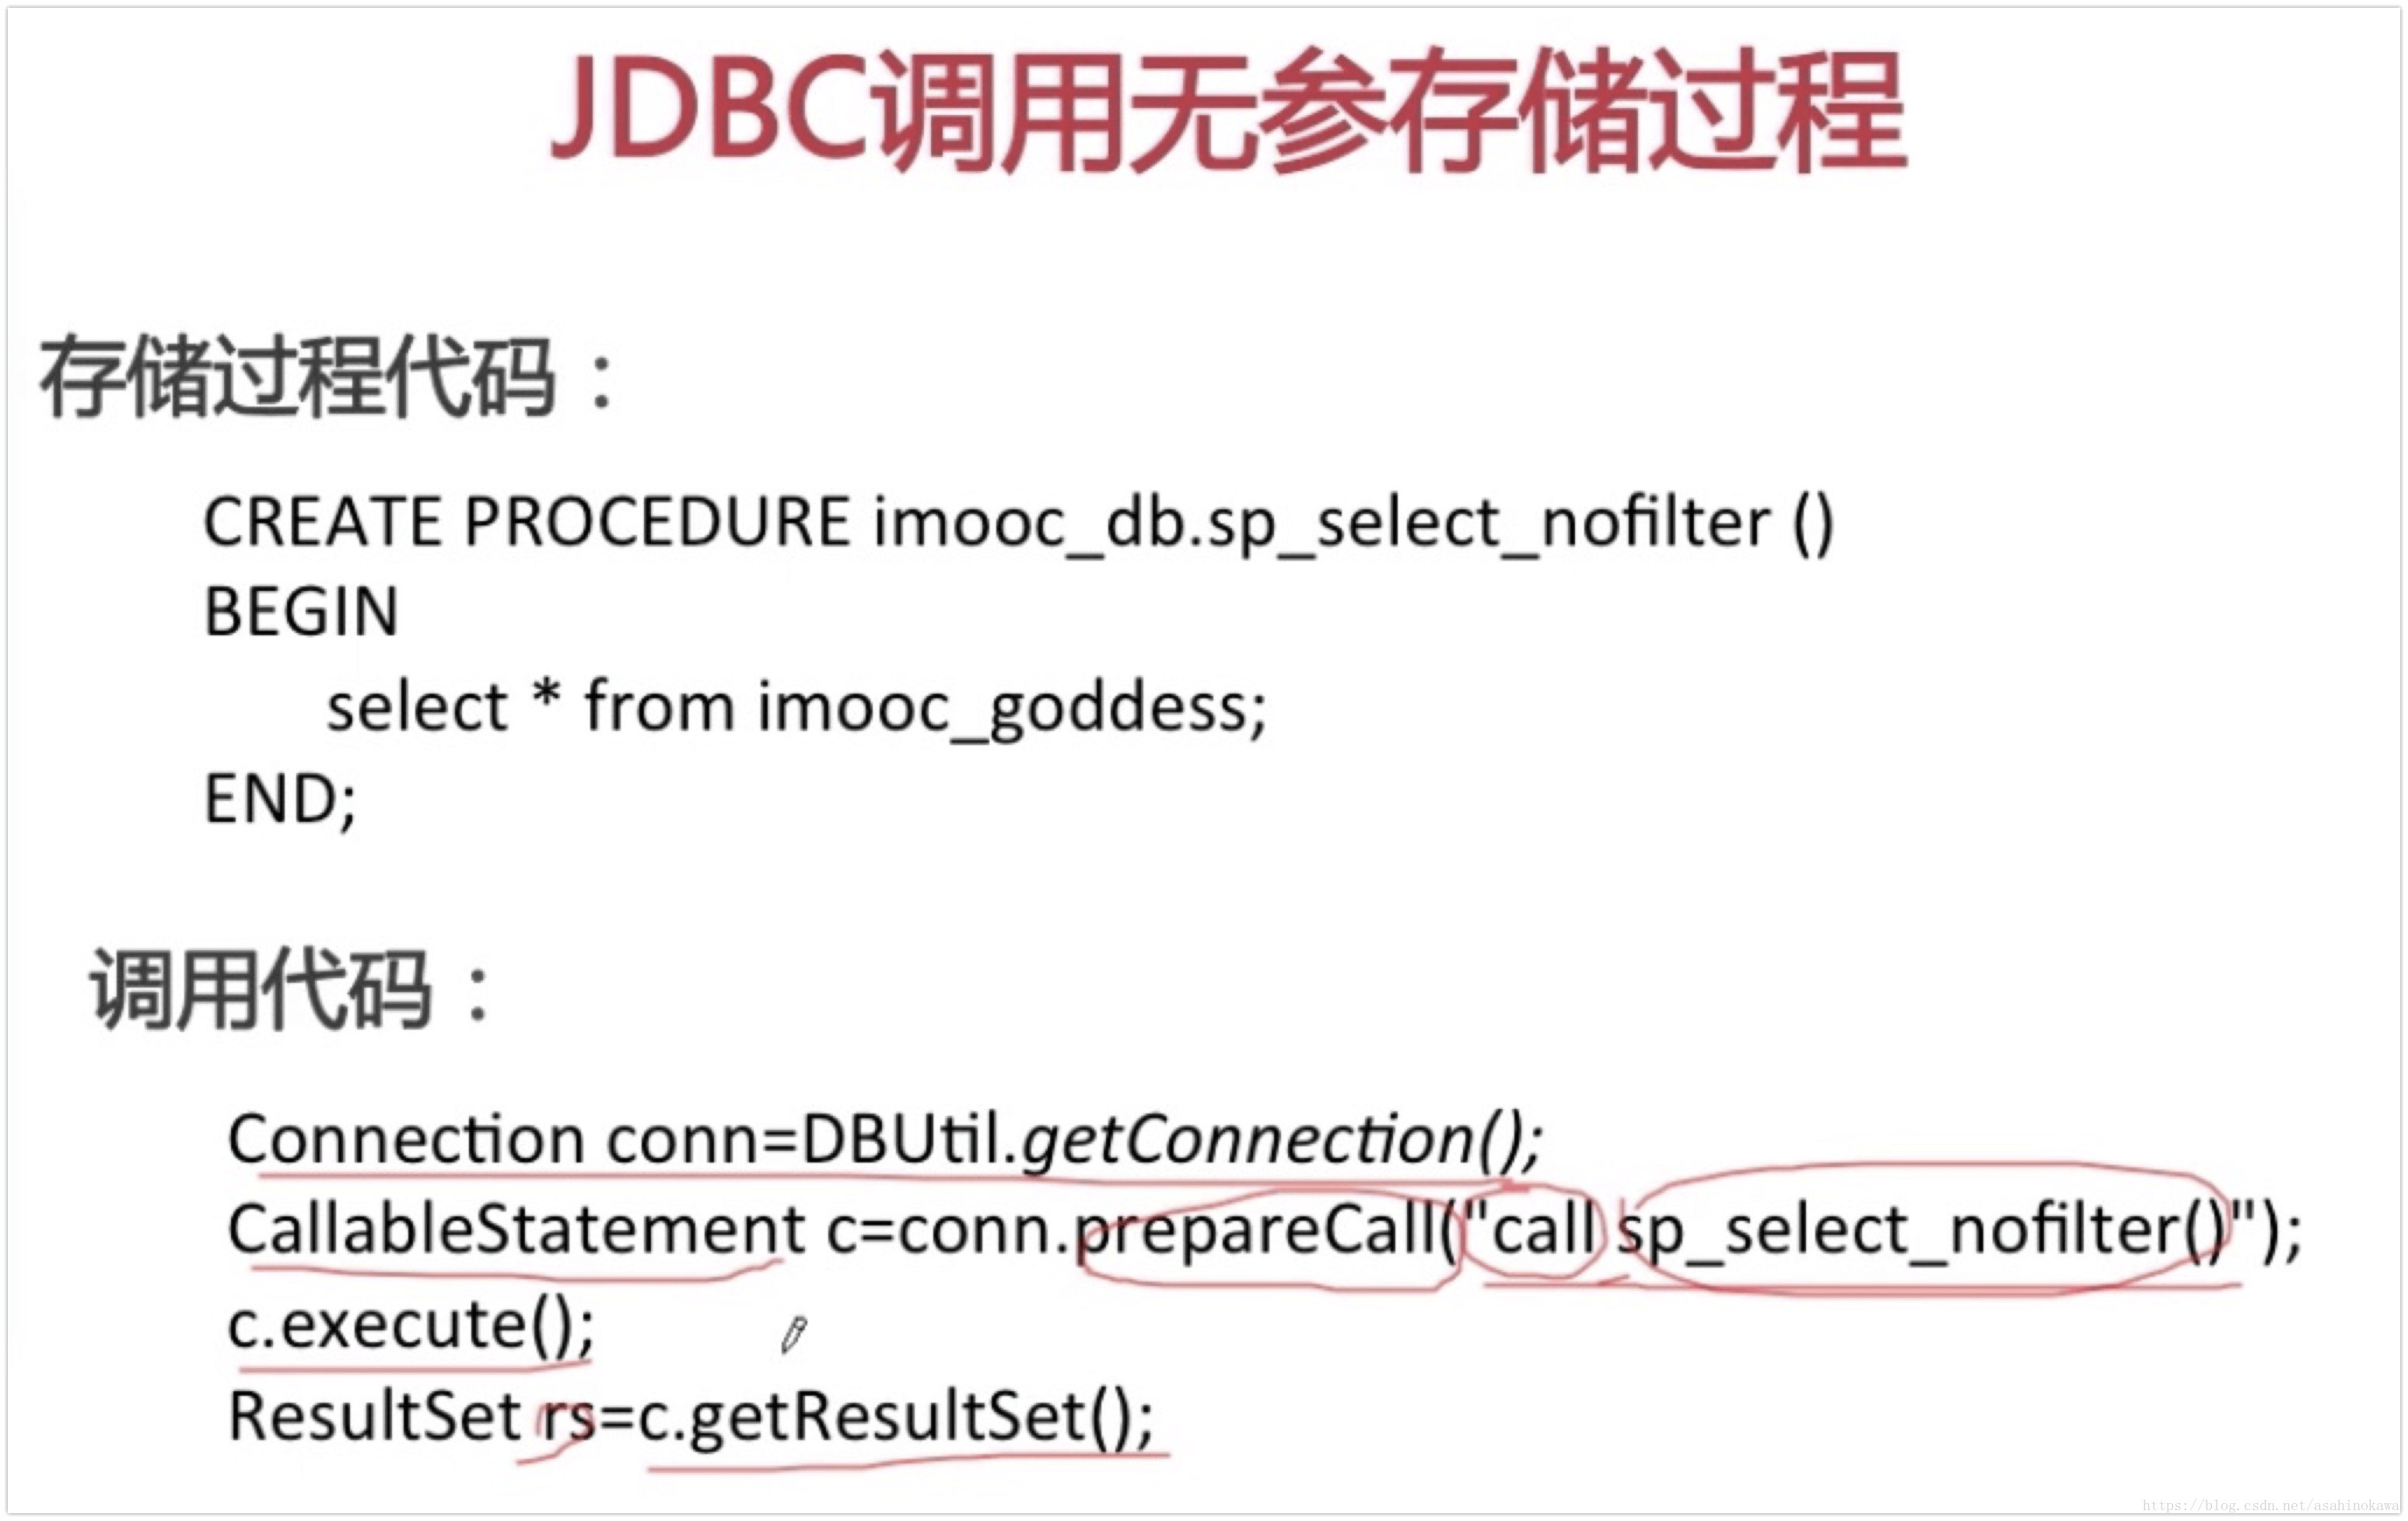 JDBC调用无参存储过程
存储过程代码：
CREATE PROCEDURE imooc_db.sp_select_nofilter ()
BEGIN
select * from imooc_goddess;
END;
调用代码：
Connection conn=DBUtil.getConnection();
CallableStatement c=conn.prepareCall("call sp_select_nofilter()");
c.execute();
ResultSet rs=c.getResultSet();
https://blog.csdn.net/asahinokawa